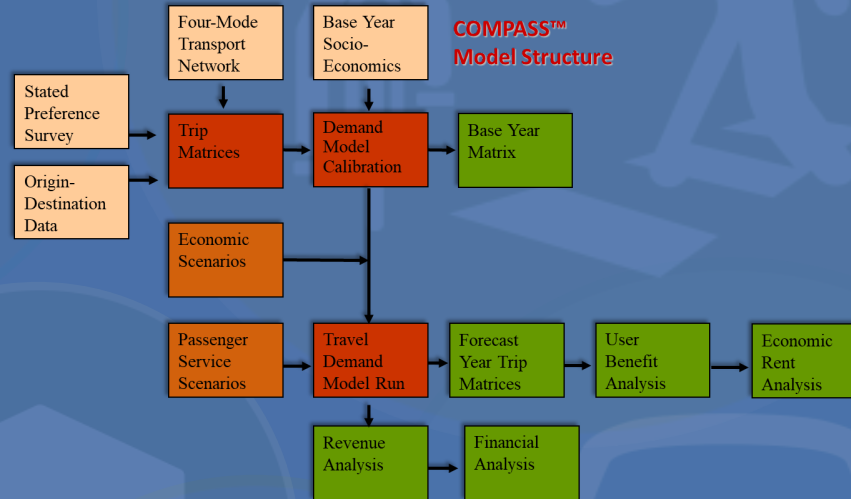 Four-Mode
Transport
Network
Base Year
Socio-
Economics
COMPASS™
Model Structure
Stated
Preference
Survey
Trip
Matrices
Demand
Model
Calibration
Base Year
Matrix
Origin-
Destination
Data
Economic
Scenarios
Passenger
Service
Scenarios
Travel
Demand
Model Run
Forecast
Year Trip
Matrices
User
Benefit
Analysis
Economic
Rent
Analysis
Revenue
Analysis
Financial
Analysis